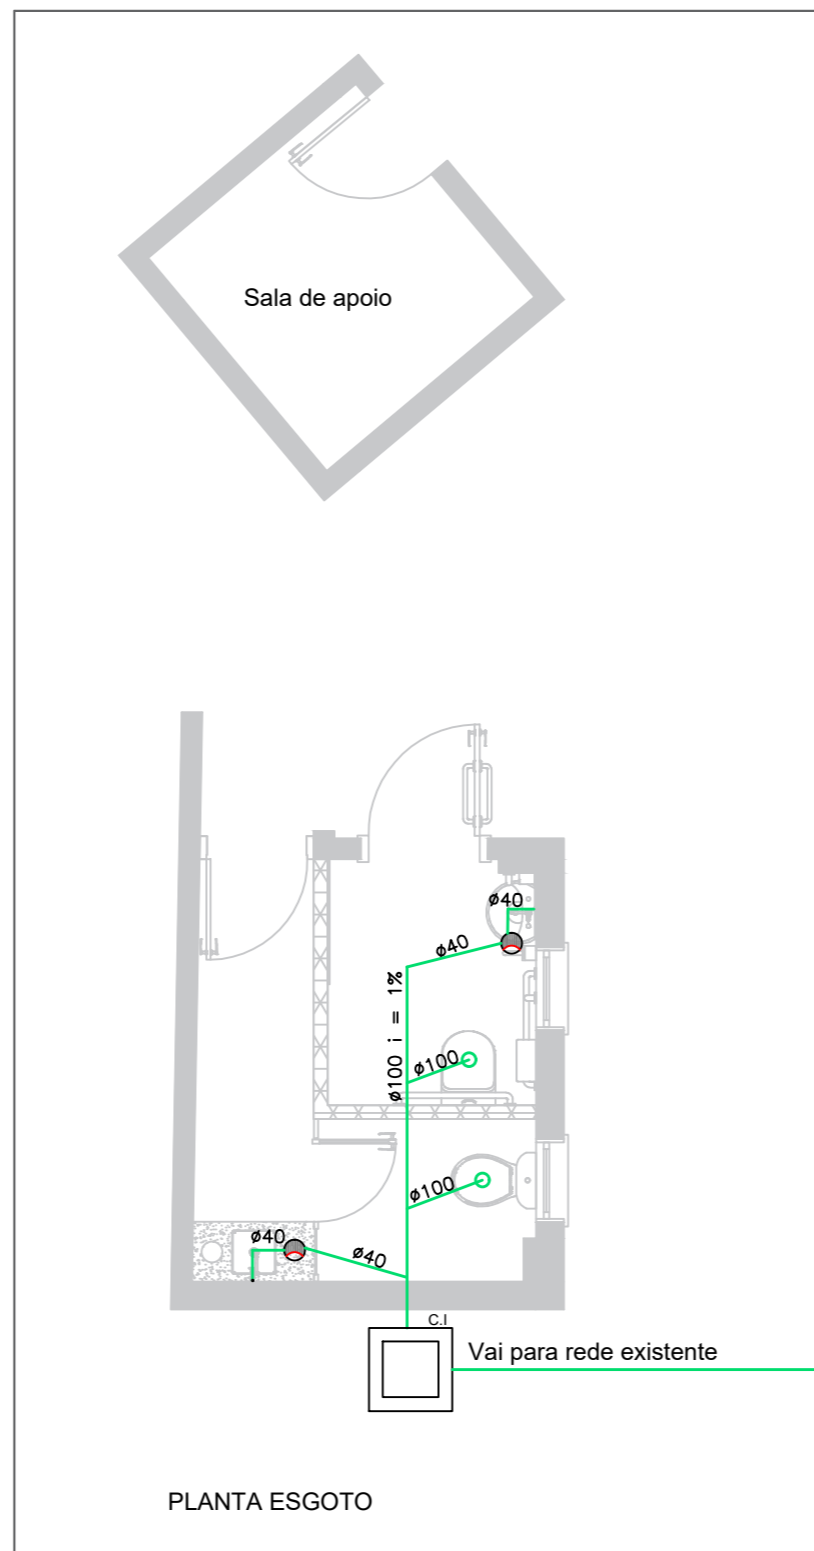 Sala de apoio
ø40
ø40
ø100 i = 1%
ø100
ø100
ø40
ø40
C.I
Vai para rede existente
PLANTA ESGOTO